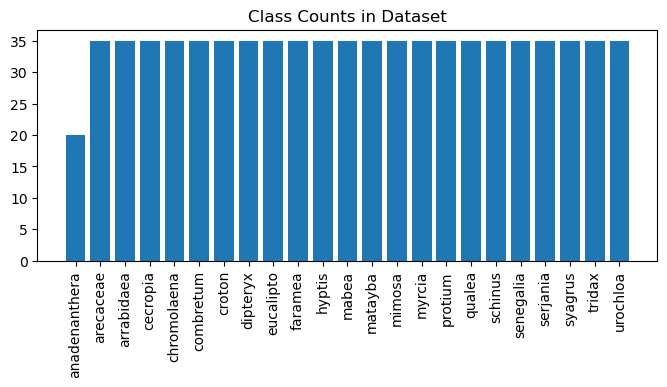 Class Counts in Dataset
35
30
25
20
15
10
5
0
anadenanthera
arecaceae
arrabidaea
cecropia
chromolaena
combretum
croton
dipteryx
eucalipto
faramea
hyptis
mabea
matayba
mimosa
myrcia
protium
qualea
schinus
senegalia
serjania
syagrus
tridax
urochloa